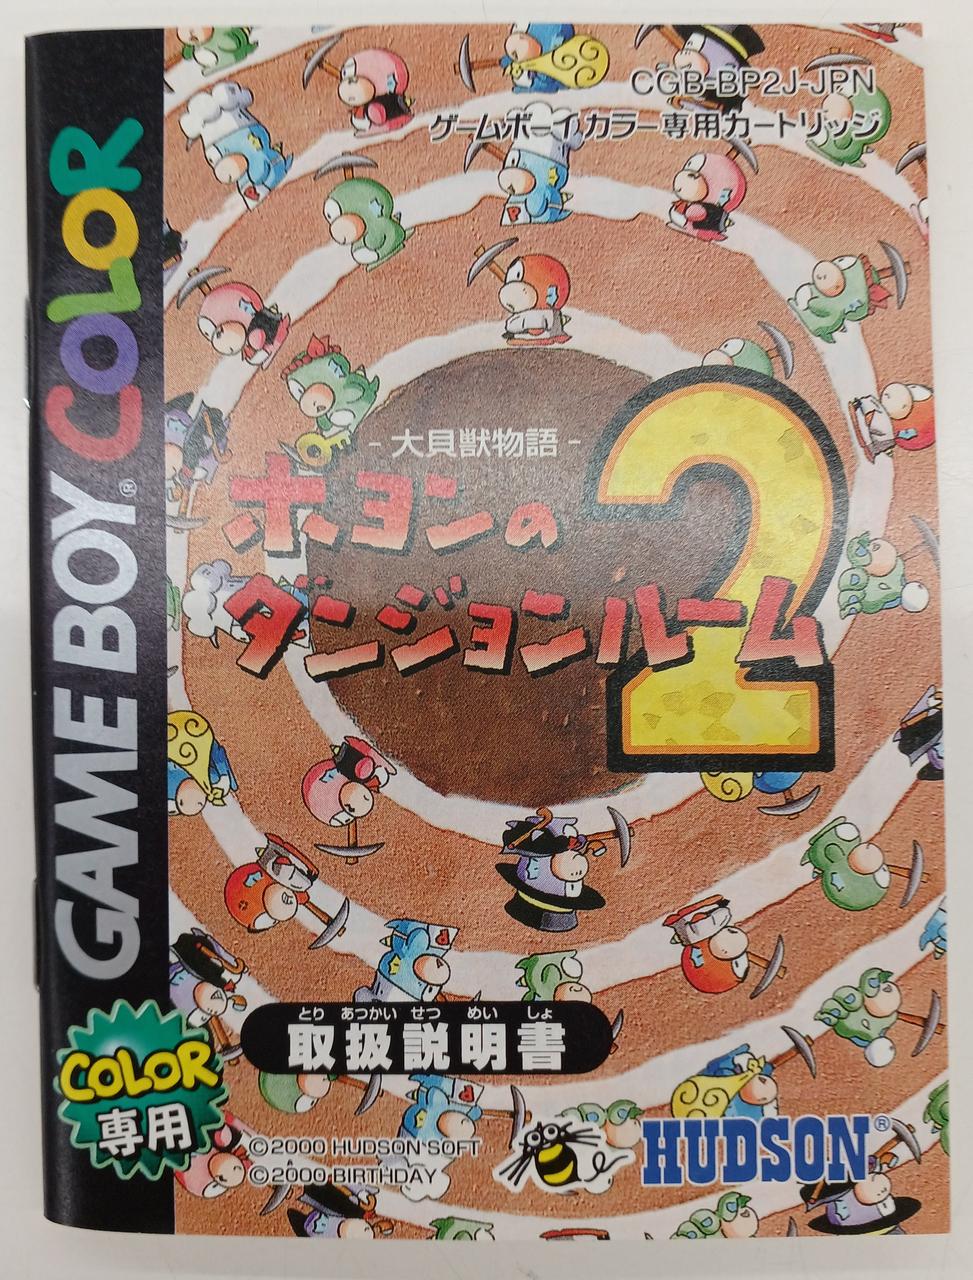 CGB-BP2J-JPN
ゲームボーイカラー専用カートリッジ
GAME BOY COLOR®
- 大貝獣物語 -
ポヨンの
ダンジョンルーム2
とり あつかい せつ めい しょ
取扱説明書
COLOR
専用
©2000 HUDSON SOFT
©2000 BIRTHDAY
HUDSON®